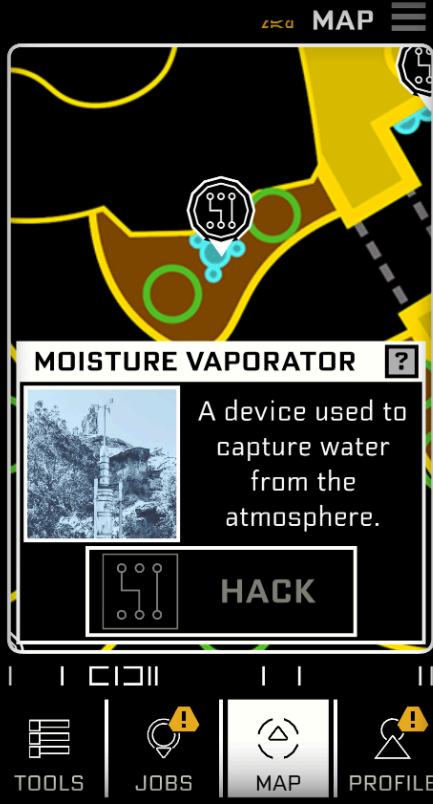 MAP
MOISTURE VAPORATOR
?
A device used to
capture water
from the
atmosphere.
HACK
TOOLS
! JOBS
MAP
! PROFILE